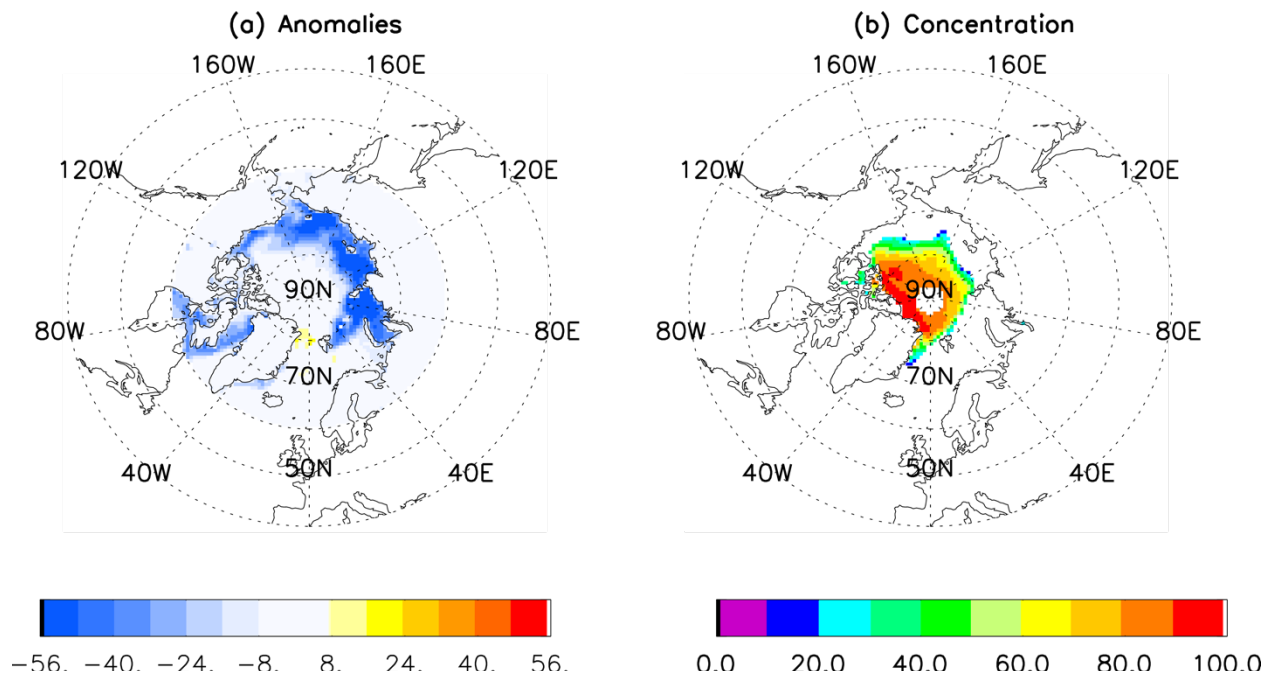 (a) Anomalies
(b) Concentration
160W 160E
160W 160E
120W 120E
120W 120E
90N
90N
80W 80E
80W 80E
70N
70N
50N
50N
40W 40E
40W 40E
−56. −40. −24. −8. 8. 24. 40. 56.
0.0 20.0 40.0 60.0 80.0 100.0